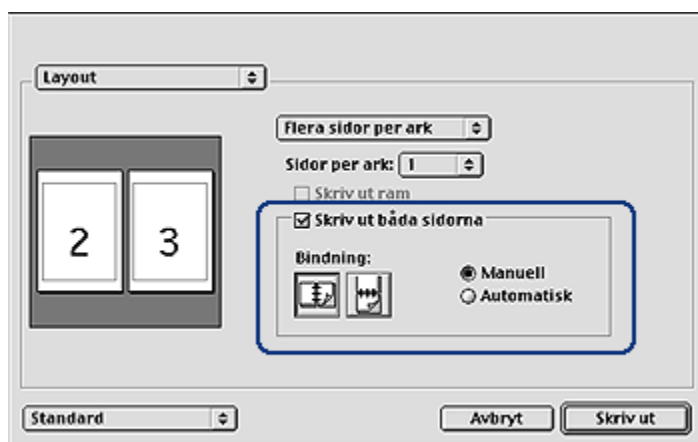 Layout
Flera sidor per ark
Sidor per ark: 1
Skriv ut ram
Skriv ut båda sidorna
2 3
Bindning:
Manuell
Automatisk
Standard
Avbryt Skriv ut